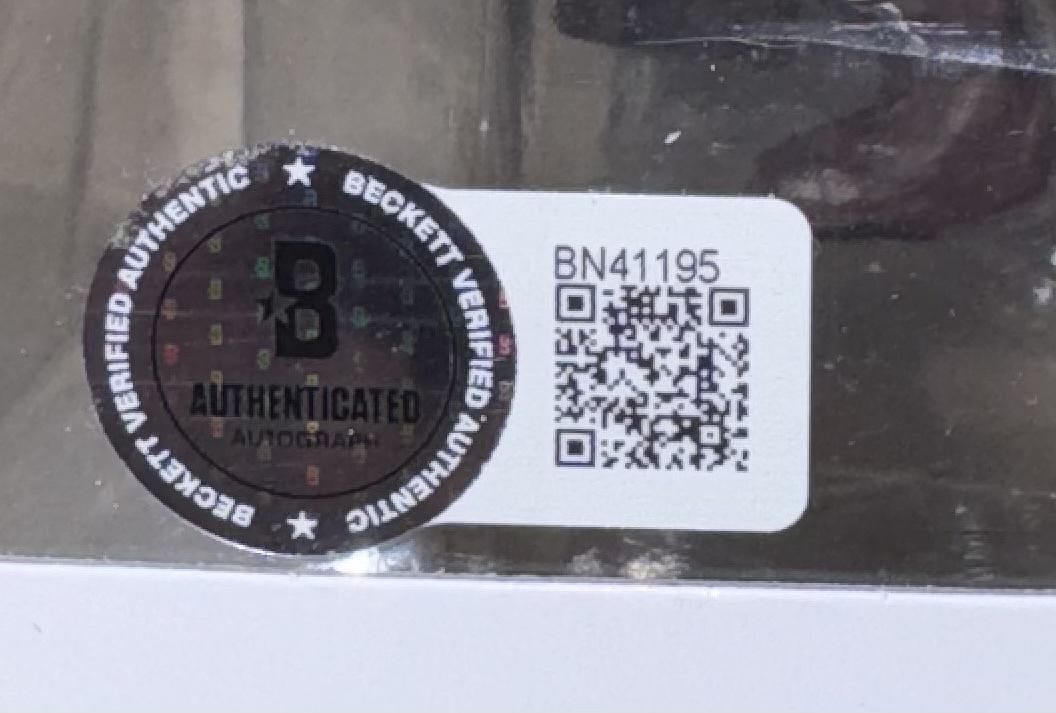 BECKETT VERIFIED AUTHENTIC
BECKETT VERIFIED AUTHENTIC
B
AUTHENTICATED
AUTOGRAPH
BN41195